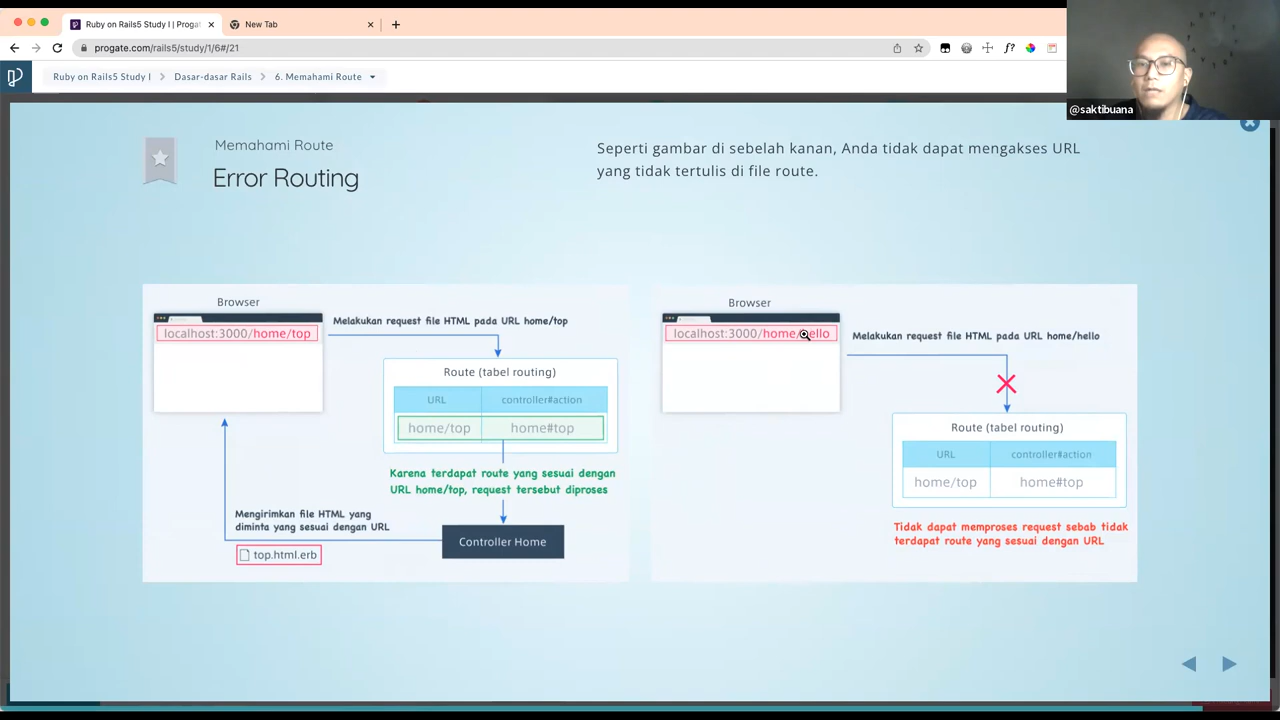 Ruby on Rails5 Study I | Progat
New Tab
progate.com/rails5/study/1/6#/21
f?
Ruby on Rails5 Study I
Dasar-dasar Rails
6. Memahami Route
@saktibuana
Memahami Route
Error Routing
Seperti gambar di sebelah kanan, Anda tidak dapat mengakses URL
yang tidak tertulis di file route.
Browser
localhost:3000/home/top
Melakukan request file HTML pada URL home/top
Route (tabel routing)
URL controller#action
home/top home#top
Karena terdapat route yang sesuai dengan
URL home/top, request tersebut diproses
Mengirimkan file HTML yang
diminta yang sesuai dengan URL
top.html.erb
Controller Home
Browser
localhost:3000/home/hello
Melakukan request file HTML pada URL home/hello
Route (tabel routing)
URL controller#action
home/top home#top
Tidak dapat memproses request sebab tidak
terdapat route yang sesuai dengan URL